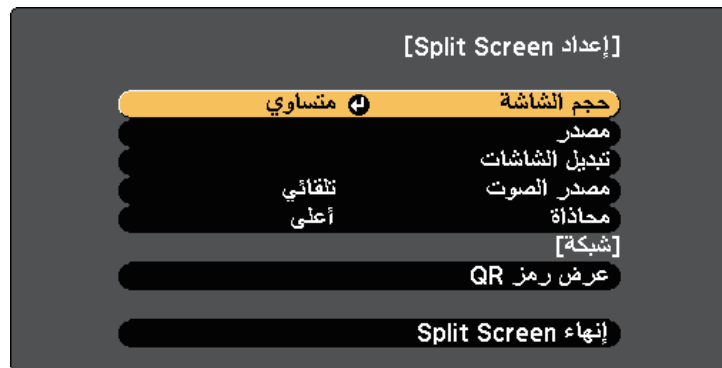 [إعداد Split Screen]
حجم الشاشة متساوي
مصدر
تبديل الشاشات
مصدر الصوت تلقائي
محاذاة أعلى
[شبكة]
عرض رمز QR
إنهاء Split Screen